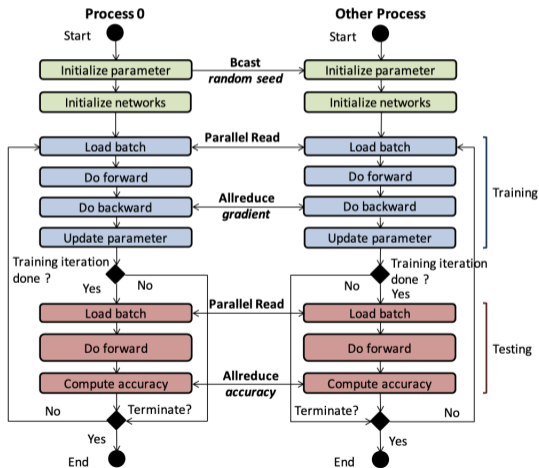 Process 0
Other Process
Start
Start
Initialize parameter
Bcast
random seed
Initialize parameter
Initialize networks
Initialize networks
Load batch
Parallel Read
Load batch
Do forward
Do forward
Do backward
Allreduce
gradient
Do backward
Update parameter
Update parameter
Training
Training iteration
done ?
Yes
No
Training iteration
done ?
No
Yes
Load batch
Parallel Read
Load batch
Do forward
Do forward
Compute accuracy
Allreduce
accuracy
Compute accuracy
Testing
No
Terminate?
Terminate?
No
Yes
Yes
End
End